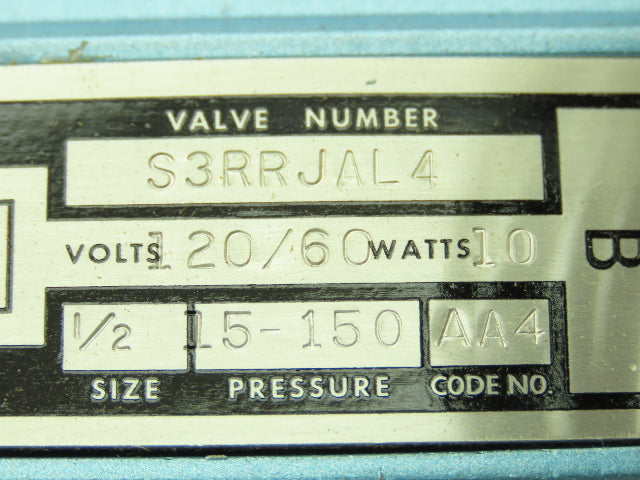 VALVE NUMBER
S3RRJAL4
VOLTS 120/60 WATTS 10
1/2 15-150 AA4
SIZE PRESSURE CODE NO.
B